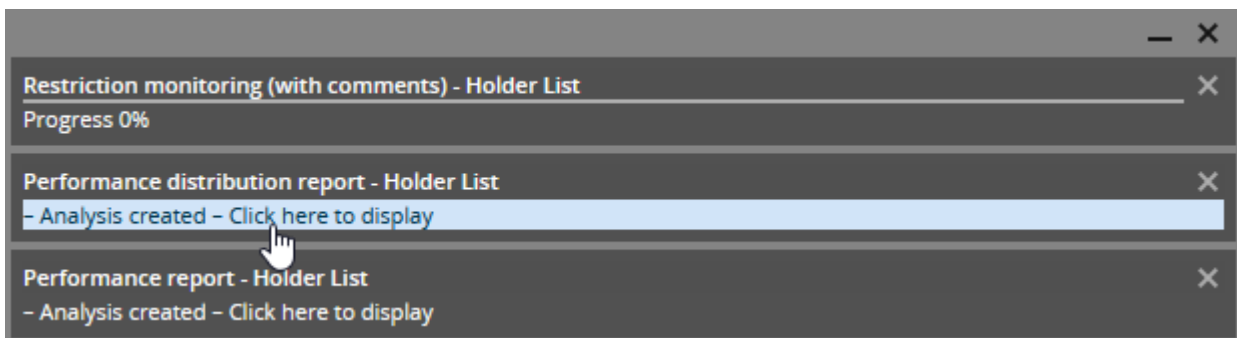 Restriction monitoring (with comments) - Holder List
Progress 0%
Performance distribution report - Holder List
– Analysis created – Click here to display
Performance report - Holder List
– Analysis created – Click here to display